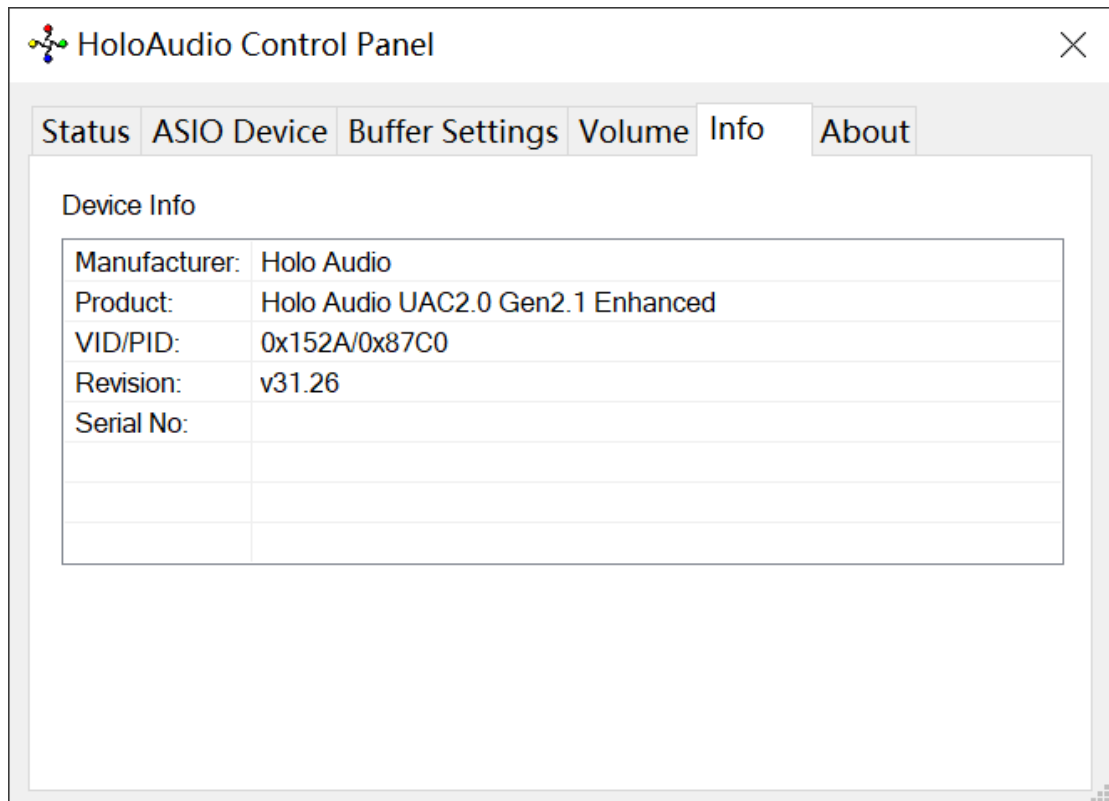 HoloAudio Control Panel
Status ASIO Device Buffer Settings Volume Info About
Device Info
Manufacturer: Holo Audio
Product: Holo Audio UAC2.0 Gen2.1 Enhanced
VID/PID: 0x152A/0x87C0
Revision: v31.26
Serial No: